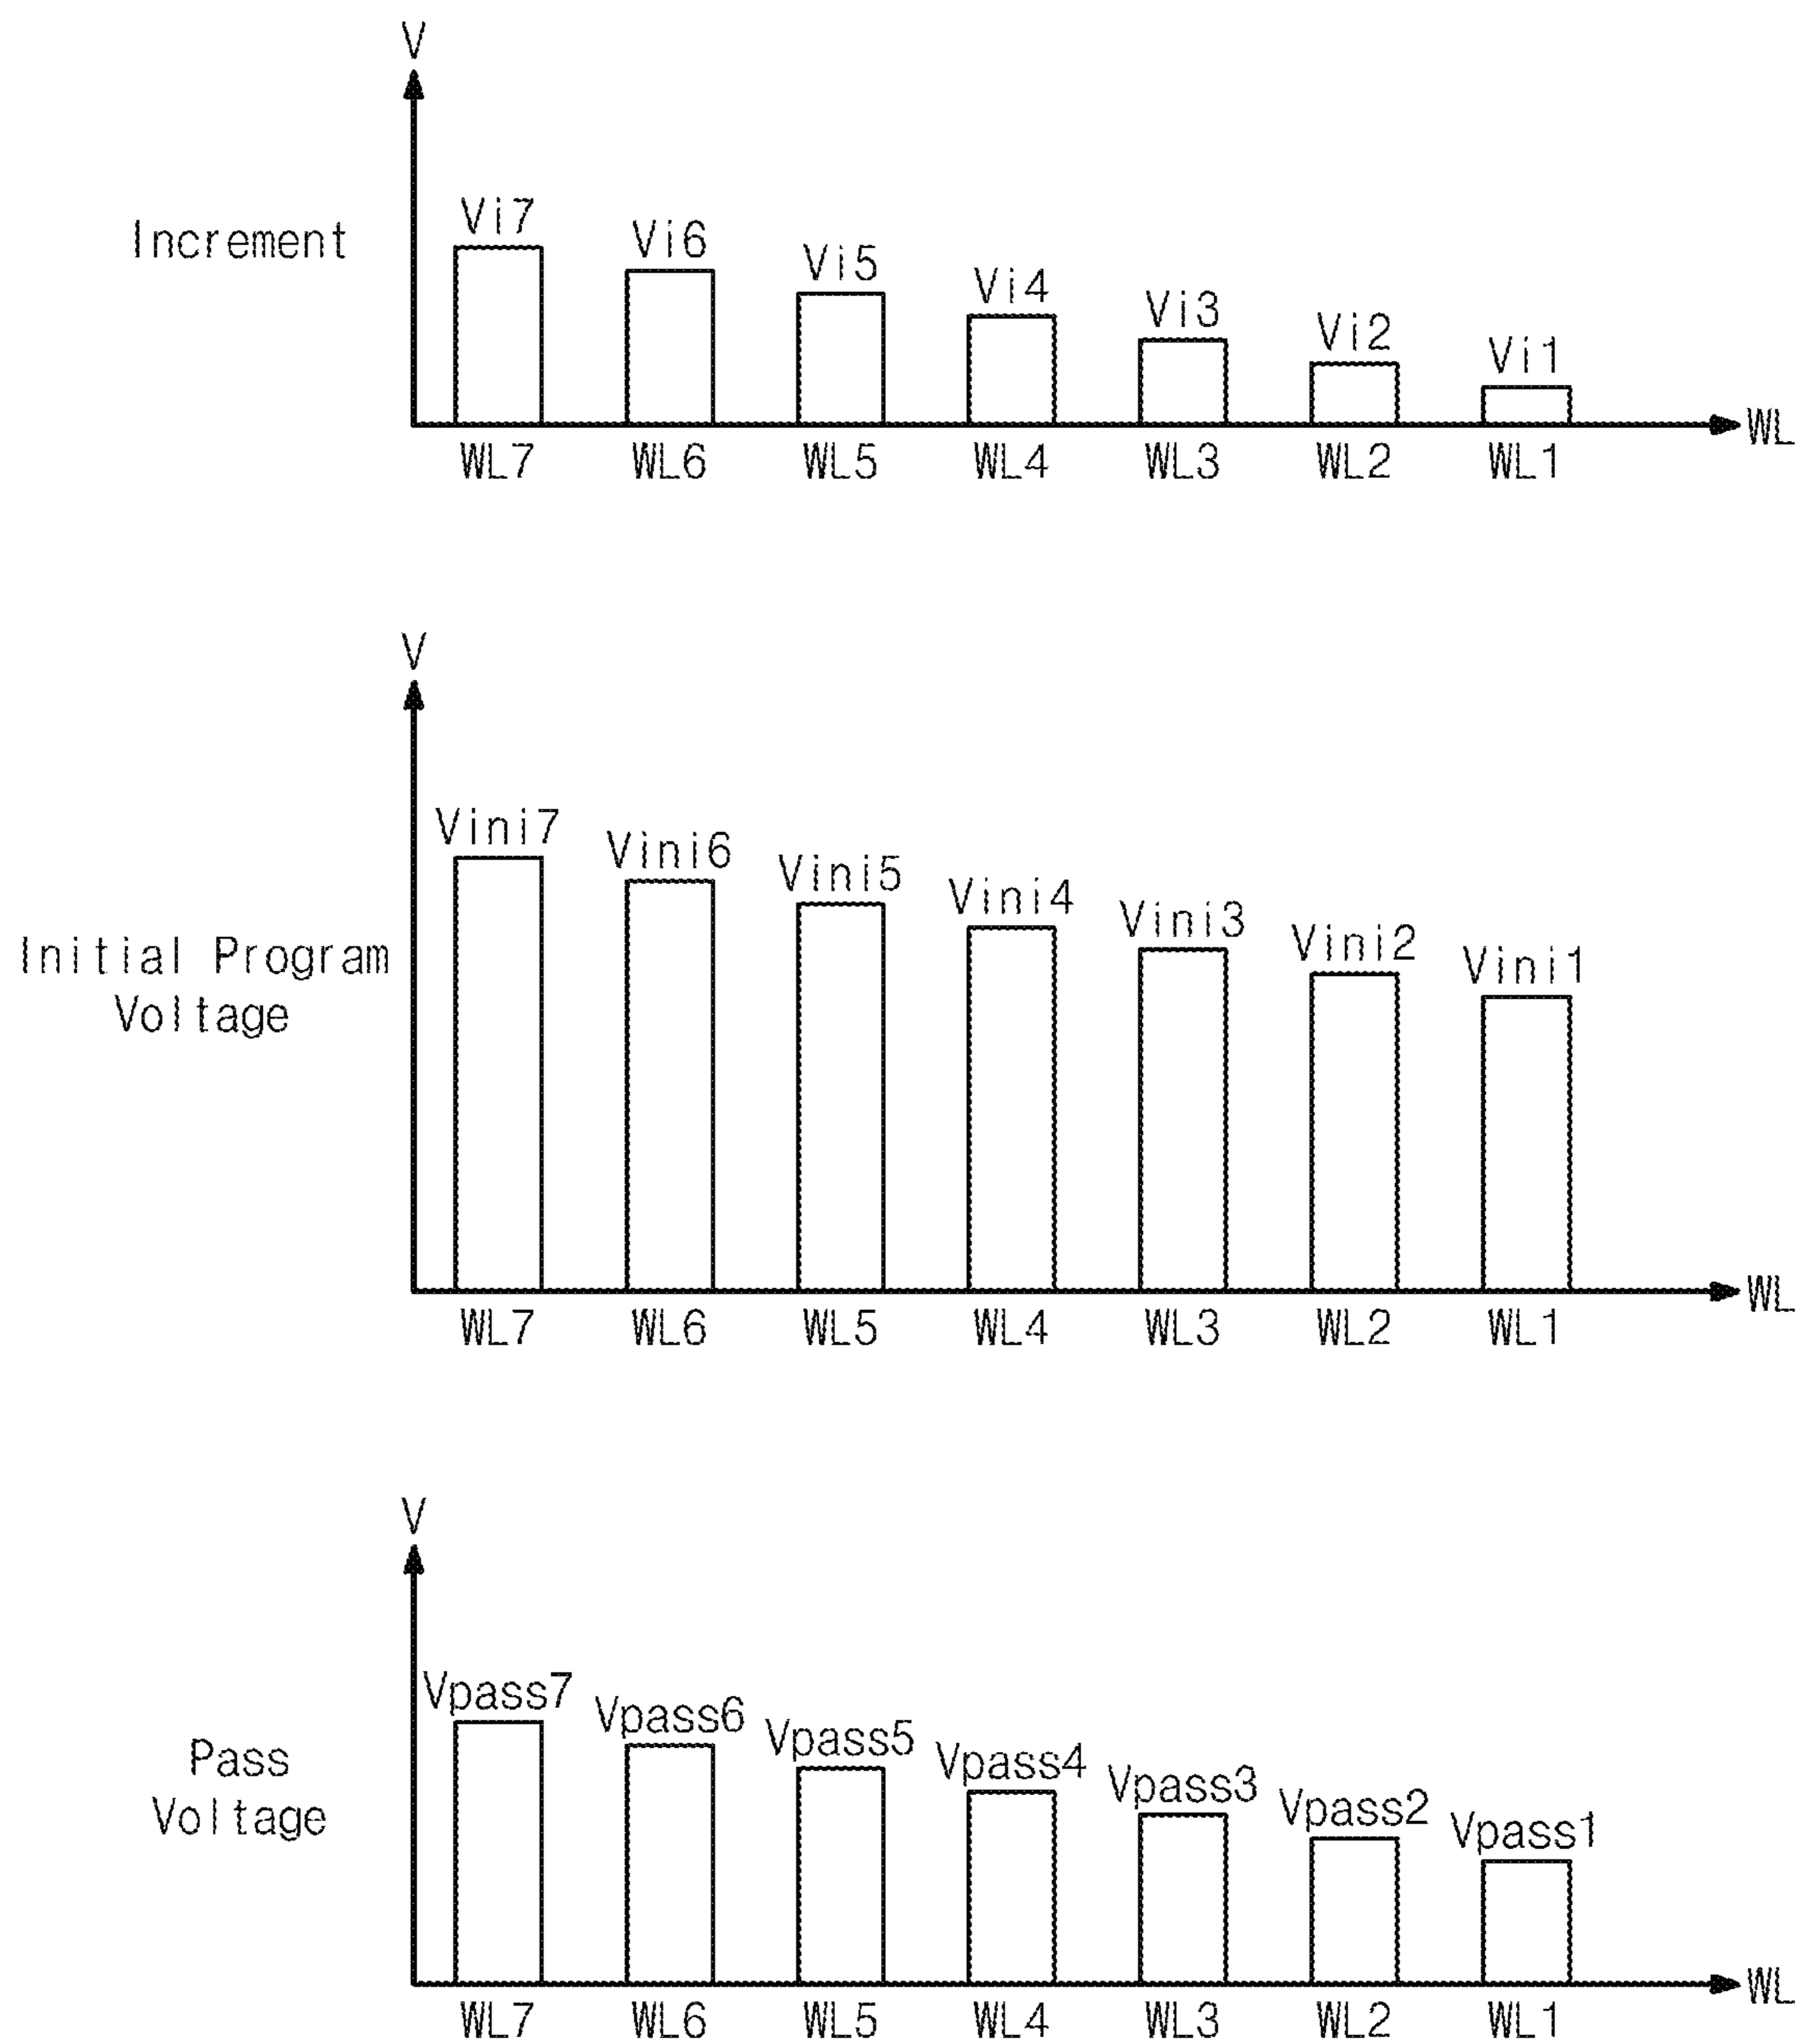 V
Vi7
Vi6
Vi5
Vi4
Vi3
Vi2
Vi1
Increment
WL
WL7 WL6 WL5 WL4 WL3 WL2 WL1
V
Vini7
Vini6
Vini5
Vini4
Vini3
Vini2
Vini1
Initial Program
Voltage
WL
WL7 WL6 WL5 WL4 WL3 WL2 WL1
V
Vpass7
Vpass6
Vpass5
Vpass4
Vpass3
Vpass2
Vpass1
Pass
Voltage
WL
WL7 WL6 WL5 WL4 WL3 WL2 WL1